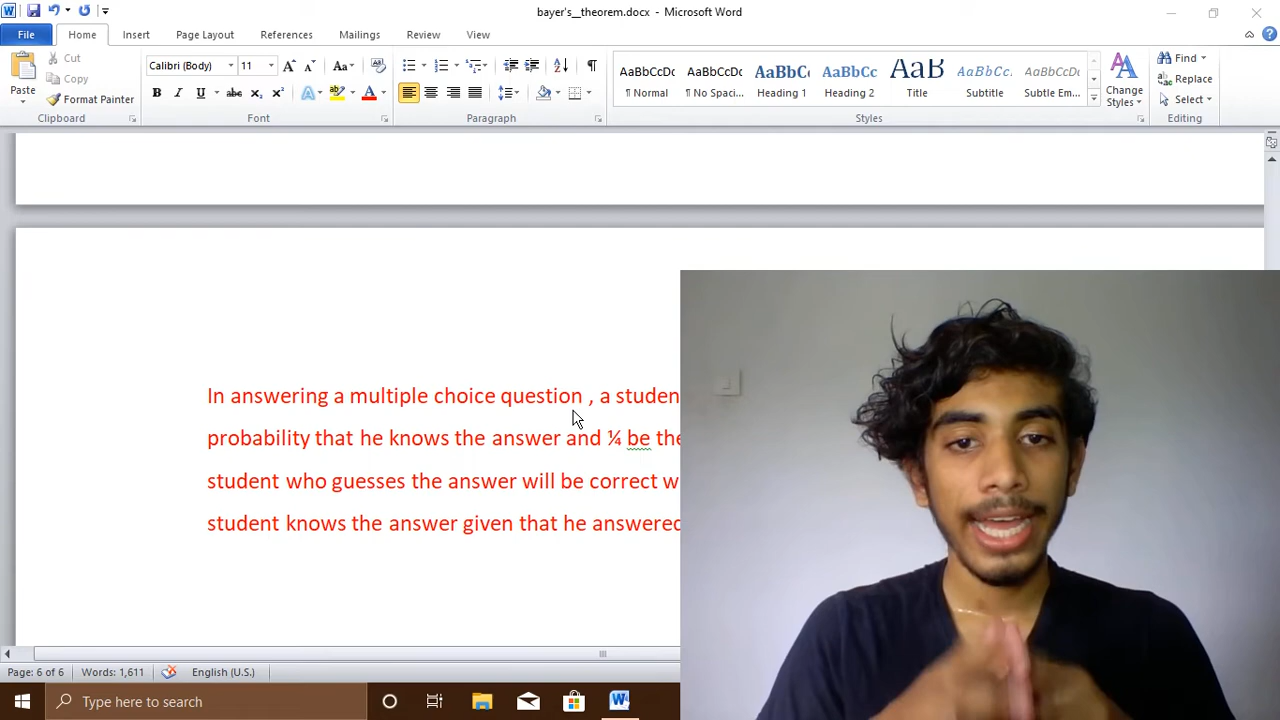 bayer's__theorem.docx - Microsoft Word
File Home Insert Page Layout References Mailings Review View
Cut
Copy
Format Painter
Paste
Clipboard
Calibri (Body) 11
Font
Paragraph
AaBbCcDc AaBbCcDc AaBbC AaBbCc AaB AaBbCcI AaBbCcDc
¶ Normal ¶ No Spaci... Heading 1 Heading 2 Title Subtitle Subtle Em...
Change
Styles
Styles
Find
Replace
Select
Editing
In answering a multiple choice question , a studen
probability that he knows the answer and ¼ be the
student who guesses the answer will be correct w
student knows the answer given that he answered
Page: 6 of 6 Words: 1,611 English (U.S.)
Type here to search